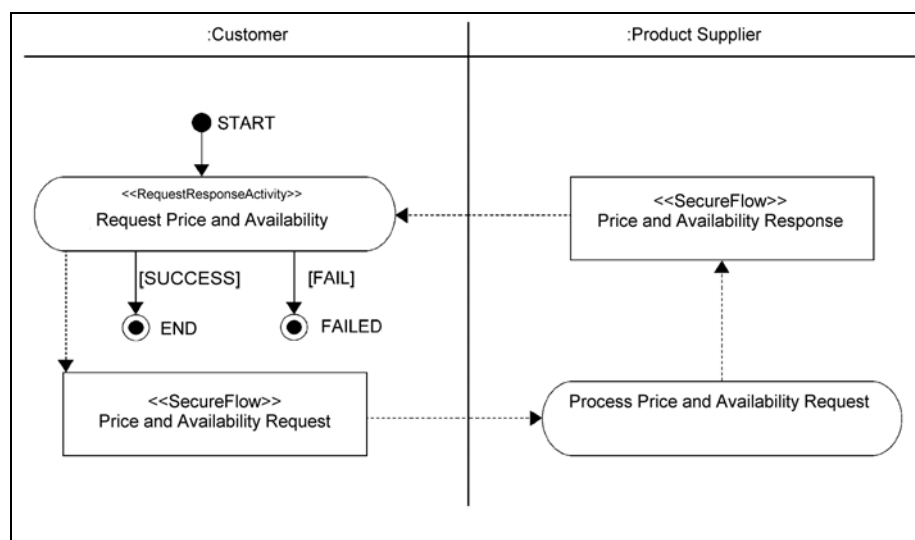 :Customer
:Product Supplier
START
<<RequestResponseActivity>>
Request Price and Availability
<<SecureFlow>>
Price and Availability Response
[SUCCESS]
[FAIL]
END
FAILED
<<SecureFlow>>
Price and Availability Request
Process Price and Availability Request